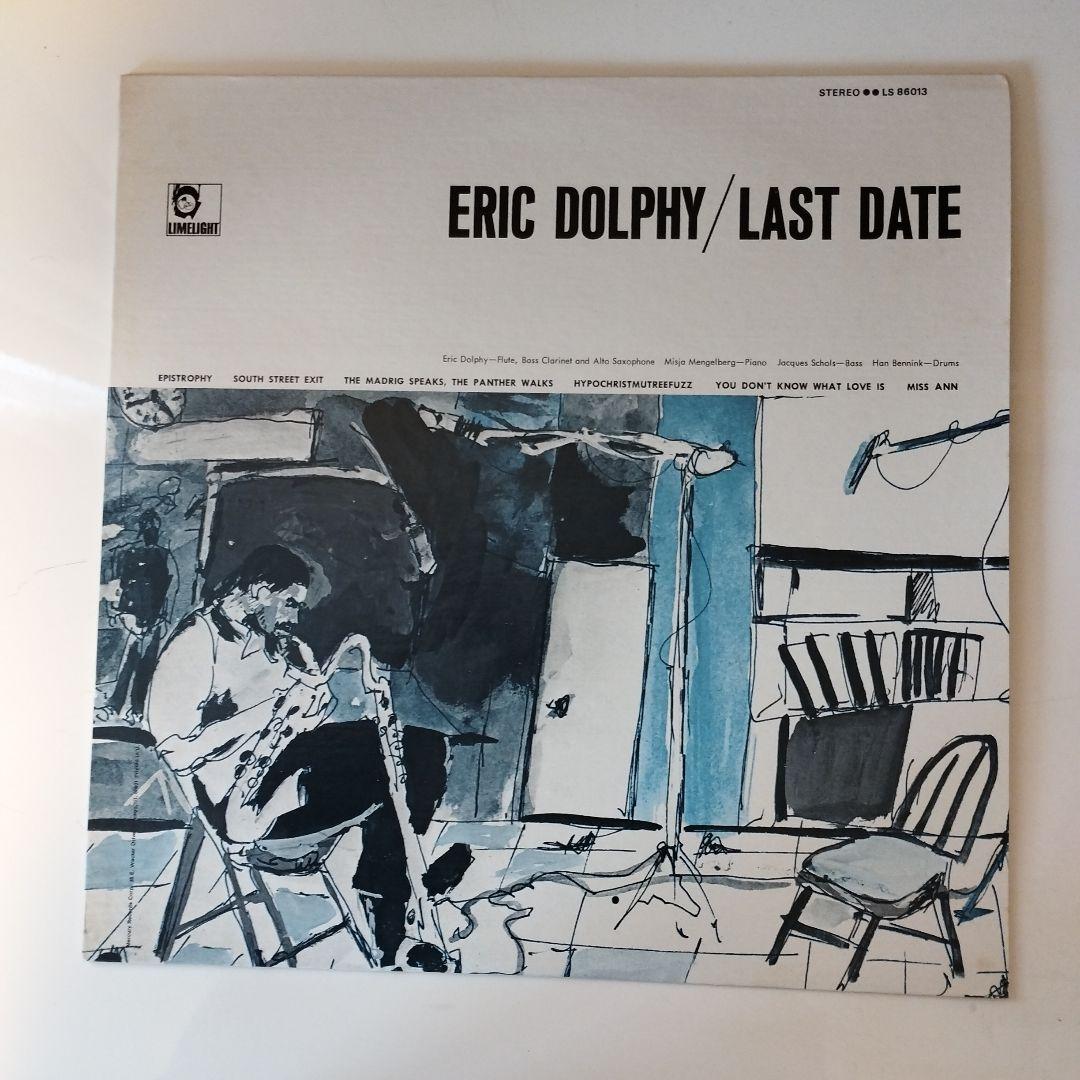 STEREO ●● LS 86013
LIMELIGHT
ERIC DOLPHY/LAST DATE
Eric Dolphy—Flute, Bass Clarinet and Alto Saxophone Misja Mengelberg—Piano Jacques Schols—Bass Han Bennink—Drums
EPISTROPHY SOUTH STREET EXIT THE MADRIG SPEAKS, THE PANTHER WALKS HYPOCHRISTMUTREEFUZZ YOU DON'T KNOW WHAT LOVE IS MISS ANN